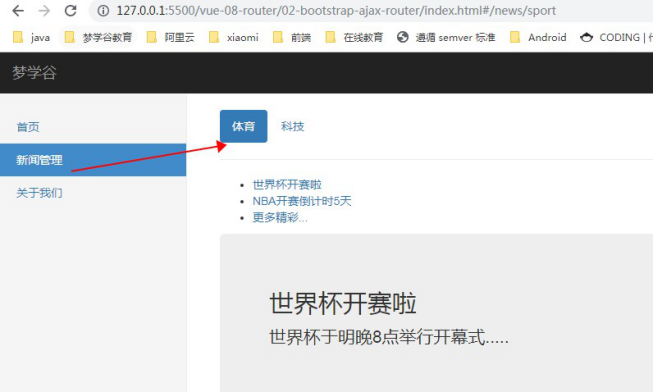 127.0.0.1:5500/vue-08-router/02-bootstrap-ajax-router/index.html#/news/sport
java 梦学谷教育 阿里云 xiaomi 前端 在线教育 遵循 semver 标准 Android CODING |
梦学谷
首页
新闻管理
关于我们
体育 科技
世界杯开赛啦
NBA开赛倒计时5天
更多精彩...
世界杯开赛啦
世界杯于明晚8点举行开幕式.....